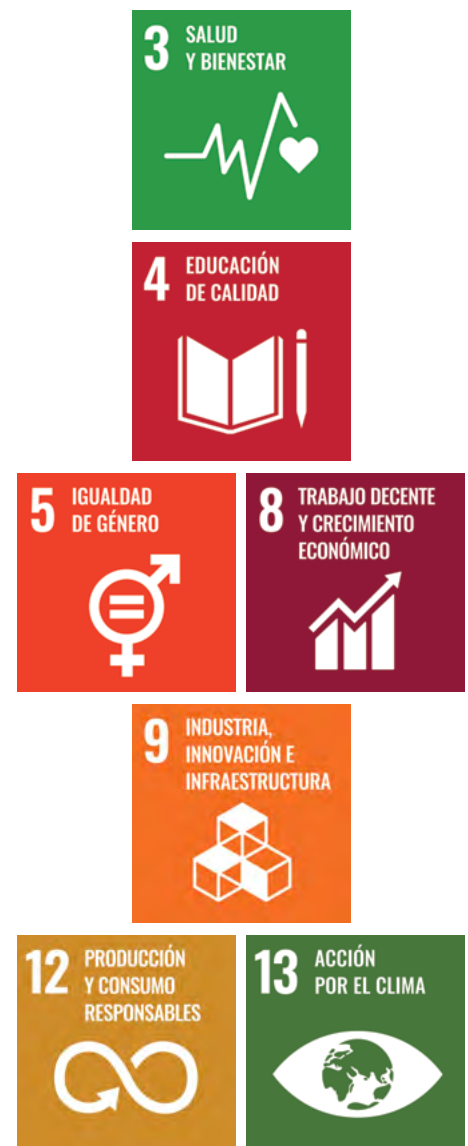 3 SALUD
Y BIENESTAR
4 EDUCACIÓN
DE CALIDAD
5 IGUALDAD
DE GÉNERO
8 TRABAJO DECENTE
Y CRECIMIENTO
ECONÓMICO
9 INDUSTRIA,
INNOVACIÓN E
INFRAESTRUCTURA
12 PRODUCCIÓN
Y CONSUMO
RESPONSABLES
13 ACCIÓN
POR EL CLIMA